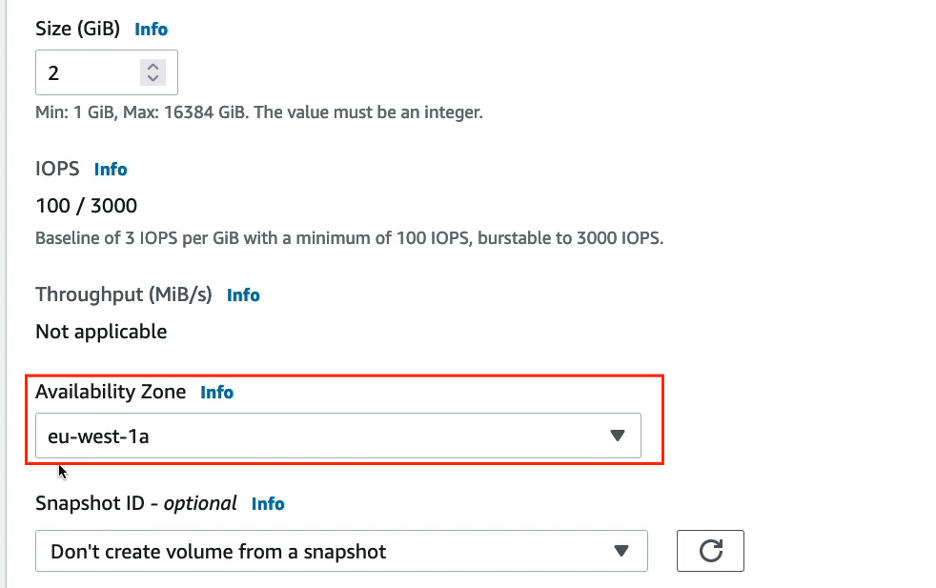 Size (GiB) Info
2
Min: 1 GiB, Max: 16384 GiB. The value must be an integer.
IOPS Info
100 / 3000
Baseline of 3 IOPS per GiB with a minimum of 100 IOPS, burstable to 3000 IOPS.
Throughput (MiB/s) Info
Not applicable
Availability Zone Info
eu-west-1a
Snapshot ID - optional Info
Don't create volume from a snapshot